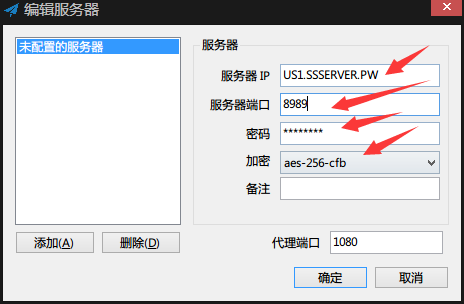 编辑服务器
未配置的服务器
服务器
服务器 IP US1.SSSERVER.PW
服务器端口 8989
密码 ********
加密 aes-256-cfb
备注
添加(A) 删除(D) 代理端口 1080
确定 取消